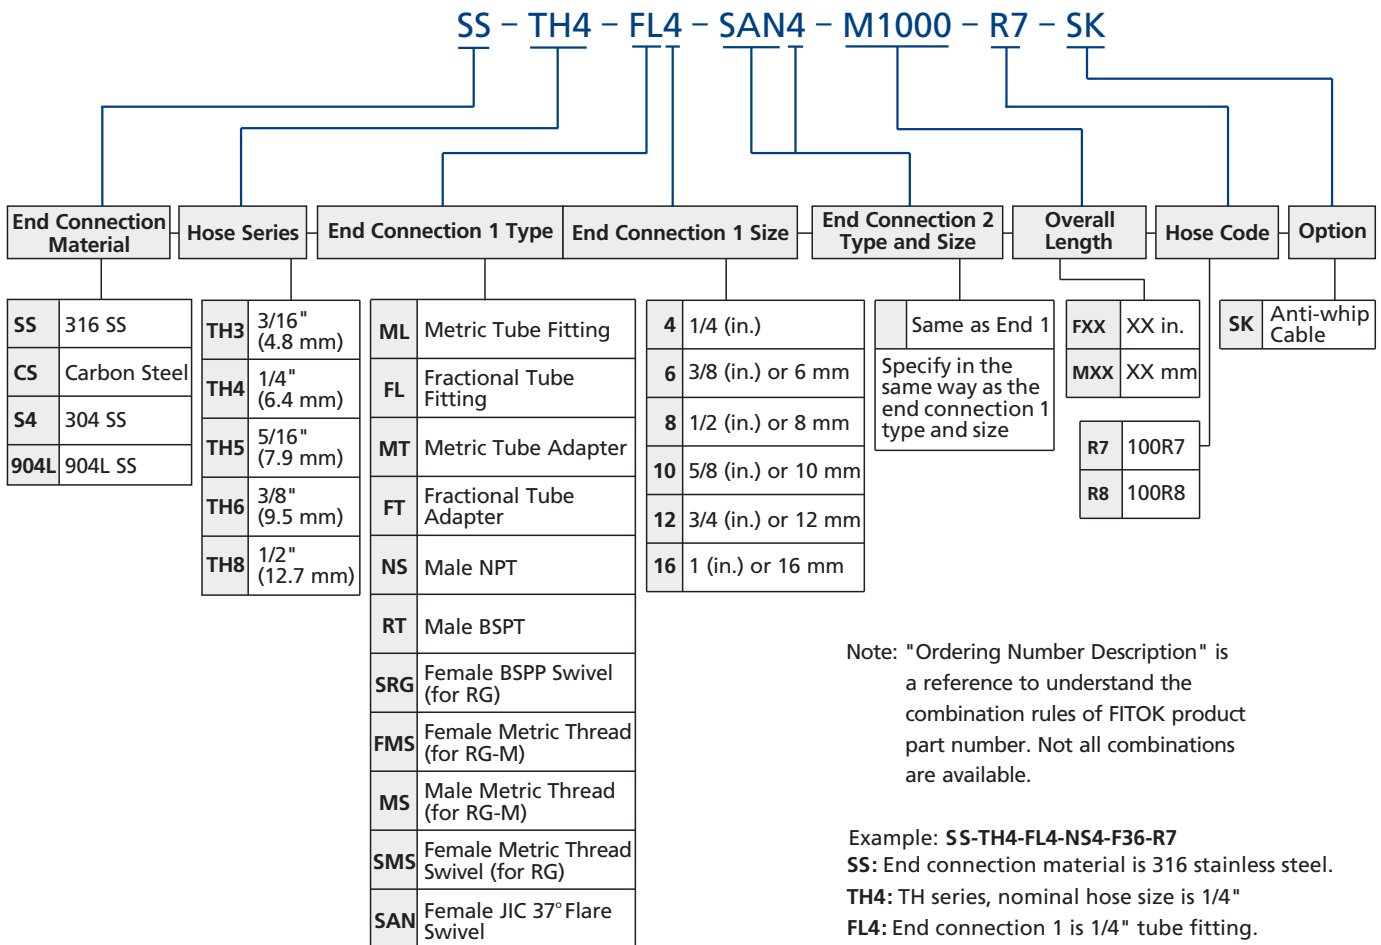 SS – TH4 – FL4 – SAN4 – M1000 – R7 – SK
End Connection
Material
Hose Series
End Connection 1 Type
End Connection 1 Size
End Connection 2
Type and Size
Overall
Length
Hose Code
Option
SS 316 SS
CS Carbon Steel
S4 304 SS
904L 904L SS
TH3 3/16"
(4.8 mm)
TH4 1/4"
(6.4 mm)
TH5 5/16"
(7.9 mm)
TH6 3/8"
(9.5 mm)
TH8 1/2"
(12.7 mm)
ML Metric Tube Fitting
FL Fractional Tube
Fitting
MT Metric Tube Adapter
FT Fractional Tube
Adapter
NS Male NPT
RT Male BSPT
SRG Female BSPP Swivel
(for RG)
FMS Female Metric Thread
(for RG-M)
MS Male Metric Thread
(for RG-M)
SMS Female Metric Thread
Swivel (for RG)
SAN Female JIC 37° Flare
Swivel
4 1/4 (in.)
6 3/8 (in.) or 6 mm
8 1/2 (in.) or 8 mm
10 5/8 (in.) or 10 mm
12 3/4 (in.) or 12 mm
16 1 (in.) or 16 mm
Same as End 1
Specify in the
same way as the
end connection 1
type and size
FXX XX in.
MXX XX mm
R7 100R7
R8 100R8
SK Anti-whip
Cable
Note: "Ordering Number Description" is
a reference to understand the
combination rules of FITOK product
part number. Not all combinations
are available.
Example: SS-TH4-FL4-NS4-F36-R7
SS: End connection material is 316 stainless steel.
TH4: TH series, nominal hose size is 1/4"
FL4: End connection 1 is 1/4" tube fitting.